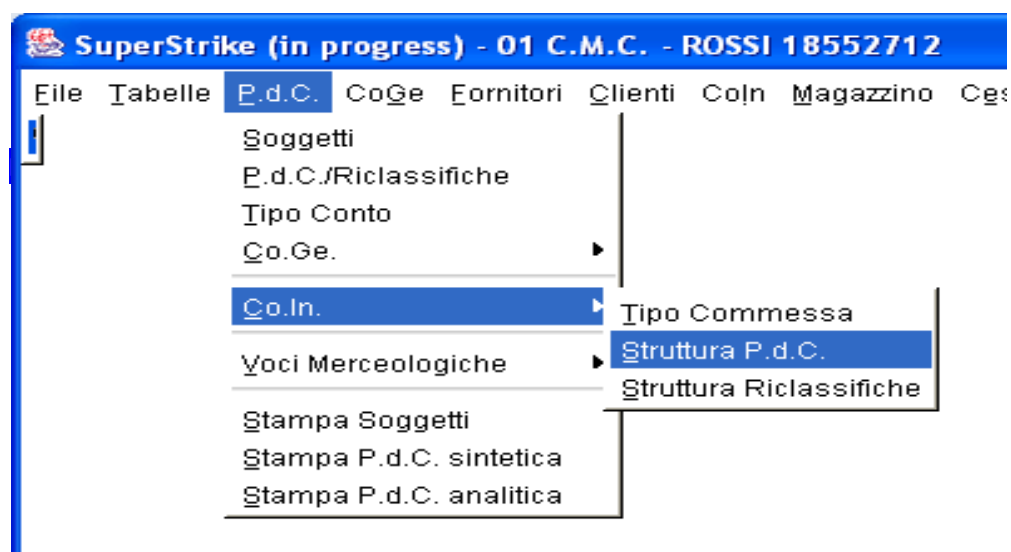 SuperStrike (in progress) - 01 C.M.C. - ROSSI 18552712
File Tabelle P.d.C. CoGe Fornitori Clienti CoIn Magazzino Ces
Soggetti
P.d.C./Riclassifiche
Tipo Conto
Co.Ge.
Co.In.
Tipo Commessa
Struttura P.d.C.
Struttura Riclassifiche
Voci Merceologiche
Stampa Soggetti
Stampa P.d.C. sintetica
Stampa P.d.C. analitica